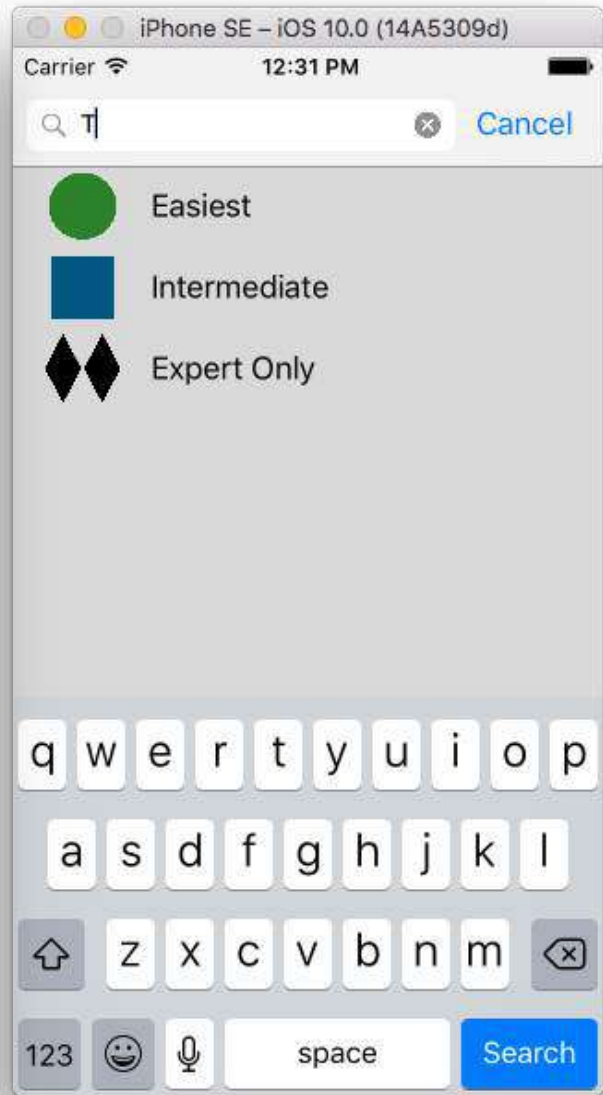 iPhone SE – iOS 10.0 (14A5309d)
Carrier 12:31 PM
T Cancel
Easiest
Intermediate
Expert Only
q w e r t y u i o p
a s d f g h j k l
z x c v b n m
123 space Search